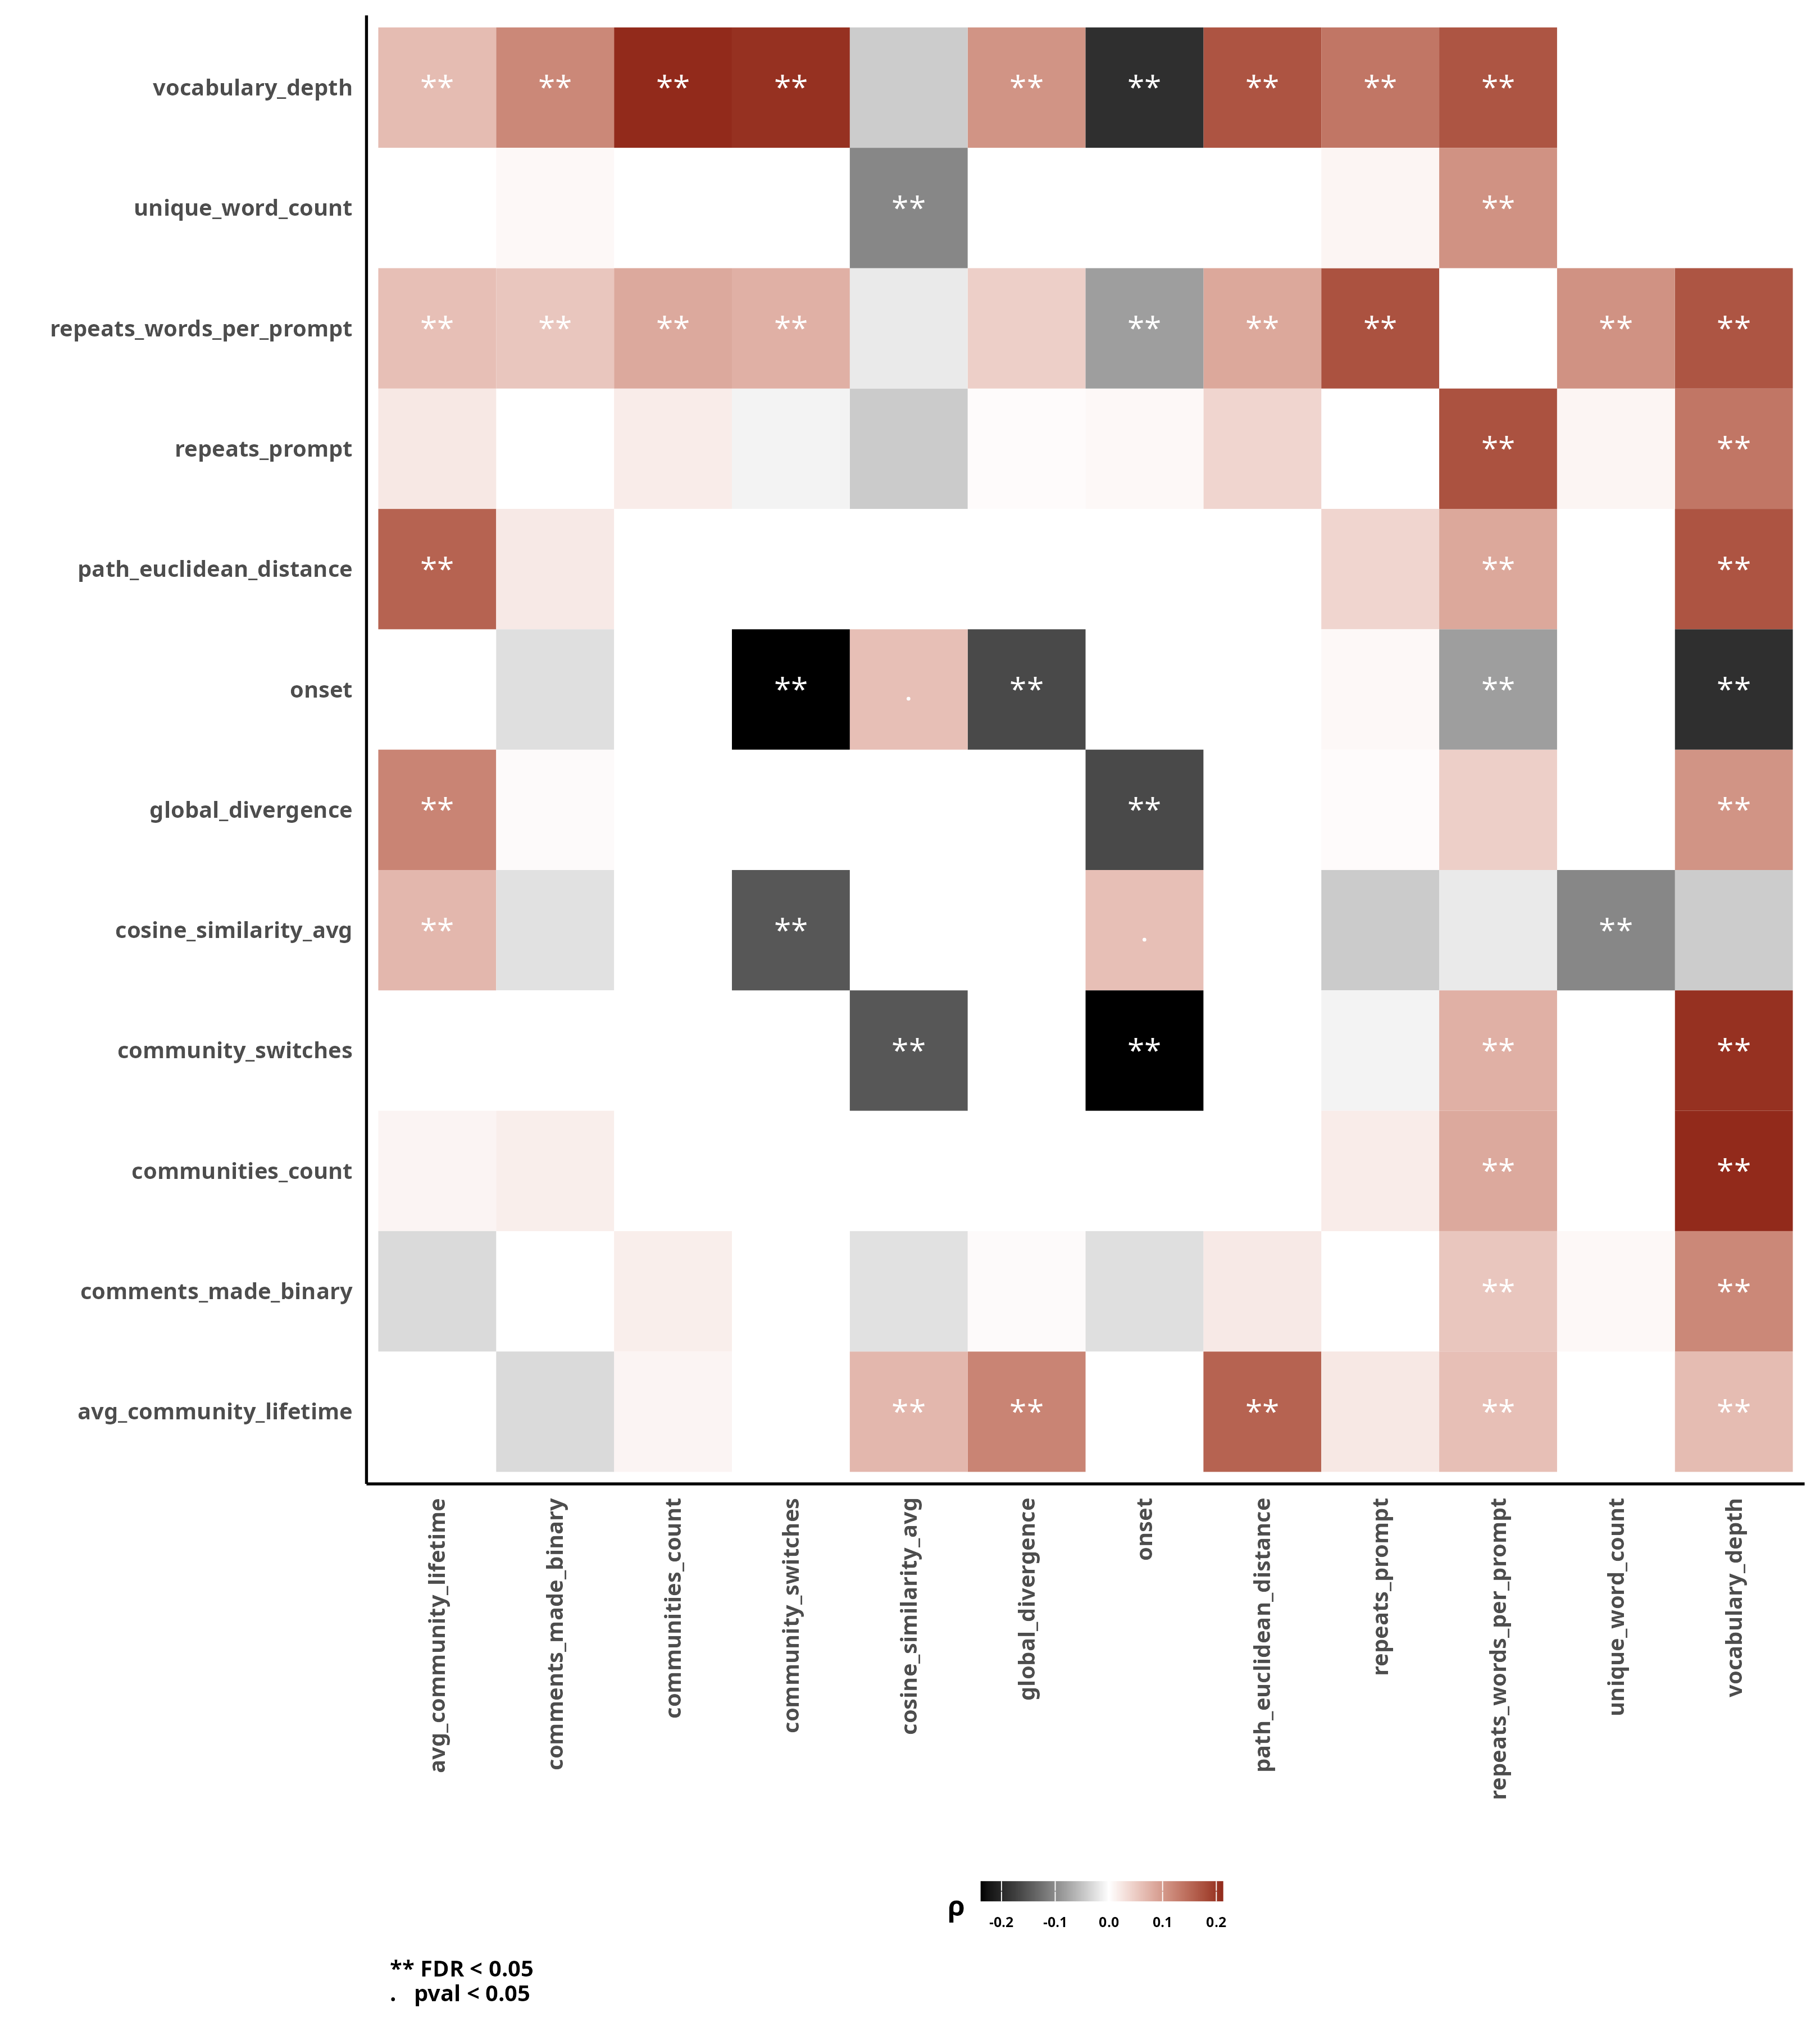 vocabulary_depth ** ** ** ** ** ** ** ** **
unique_word_count ** **
repeats_words_per_prompt ** ** ** ** ** ** ** ** **
repeats_prompt ** **
path_euclidean_distance ** ** **
onset ** . ** ** **
global_divergence ** ** **
cosine_similarity_avg ** ** . **
community_switches ** ** ** **
communities_count ** **
comments_made_binary ** **
avg_community_lifetime ** ** ** ** **
avg_community_lifetime
comments_made_binary
communities_count
community_switches
cosine_similarity_avg
global_divergence
onset
path_euclidean_distance
repeats_prompt
repeats_words_per_prompt
unique_word_count
vocabulary_depth
ρ
-0.2 -0.1 0.0 0.1 0.2
** FDR < 0.05
. pval < 0.05